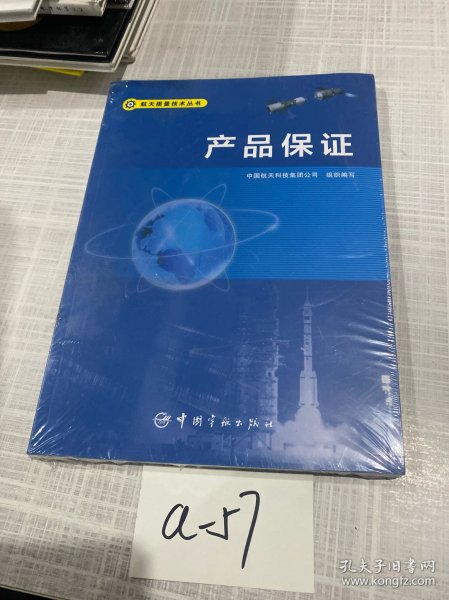 航天质量技术丛书
产品保证
中国航天科技集团公司 组织编写
中国宇航出版社
a-57
孔夫子旧书网
www.kongfz.com